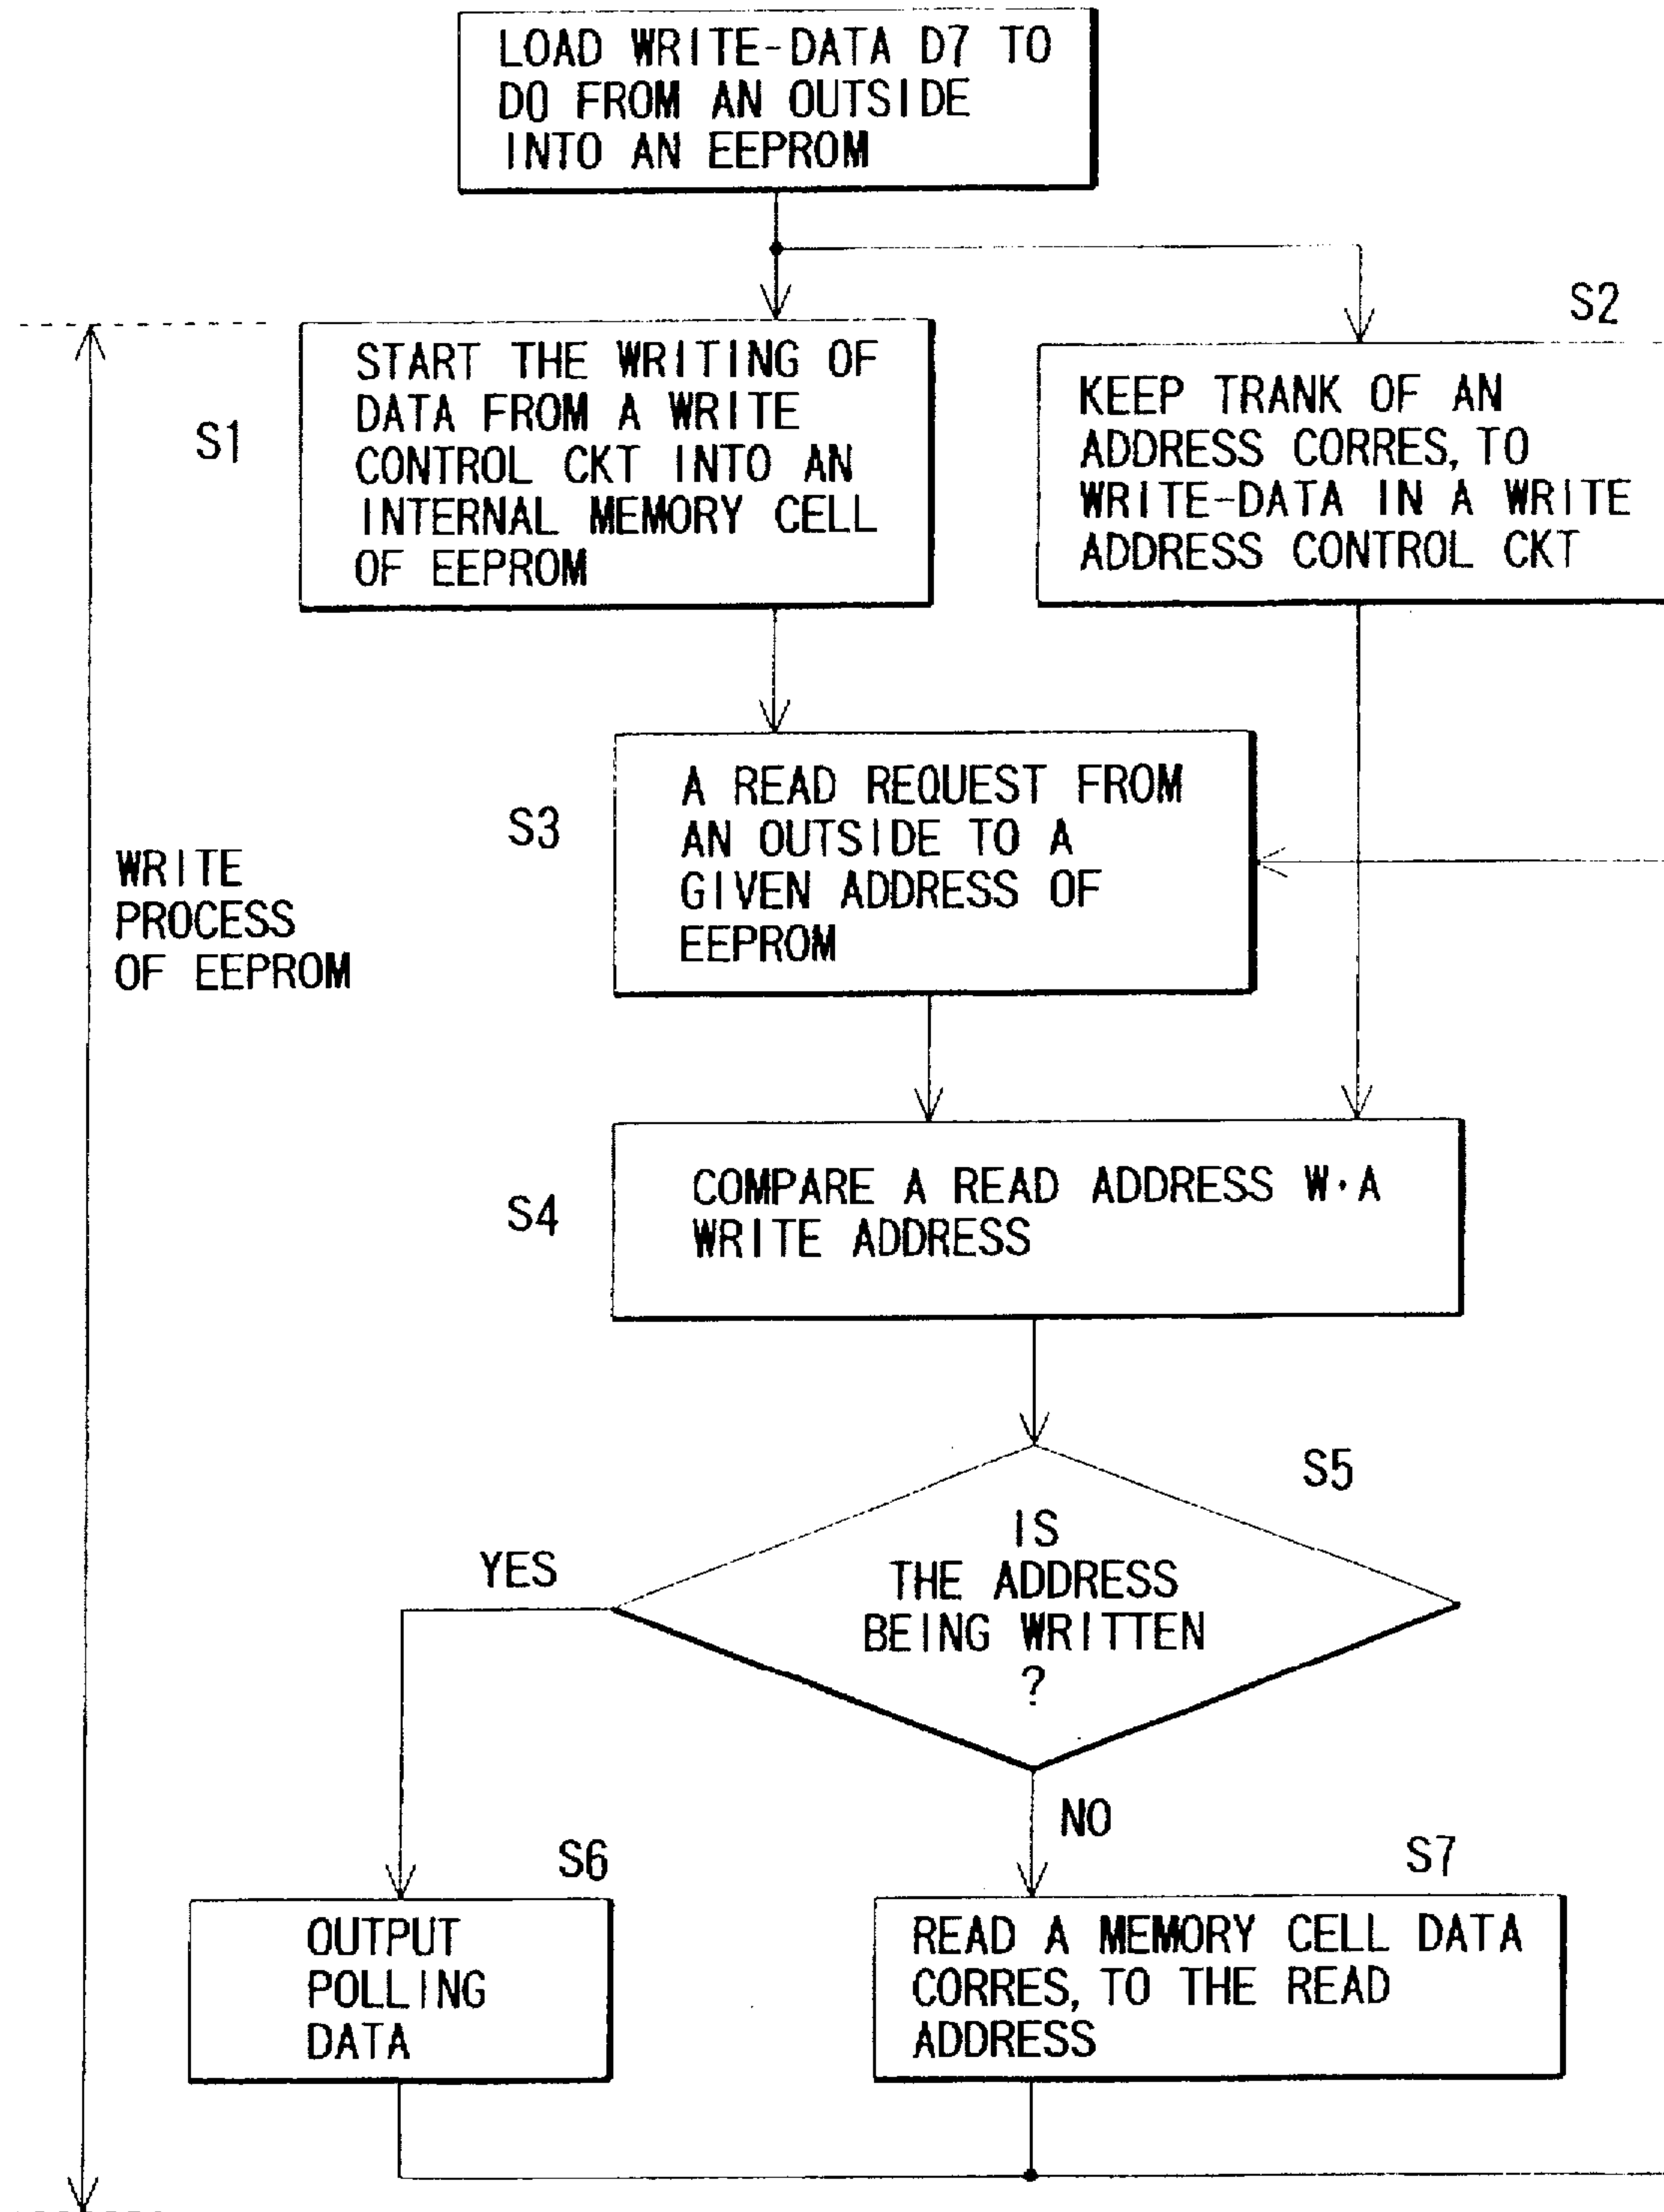 LOAD WRITE-DATA D7 TO
DO FROM AN OUTSIDE
INTO AN EEPROM
S1
START THE WRITING OF
DATA FROM A WRITE
CONTROL CKT INTO AN
INTERNAL MEMORY CELL
OF EEPROM
S2
KEEP TRANK OF AN
ADDRESS CORRES, TO
WRITE-DATA IN A WRITE
ADDRESS CONTROL CKT
WRITE
PROCESS
OF EEPROM
S3
A READ REQUEST FROM
AN OUTSIDE TO A
GIVEN ADDRESS OF
EEPROM
S4
COMPARE A READ ADDRESS W·A
WRITE ADDRESS
S5
IS
THE ADDRESS
BEING WRITTEN
?
YES
NO
S6
OUTPUT
POLLING
DATA
S7
READ A MEMORY CELL DATA
CORRES, TO THE READ
ADDRESS